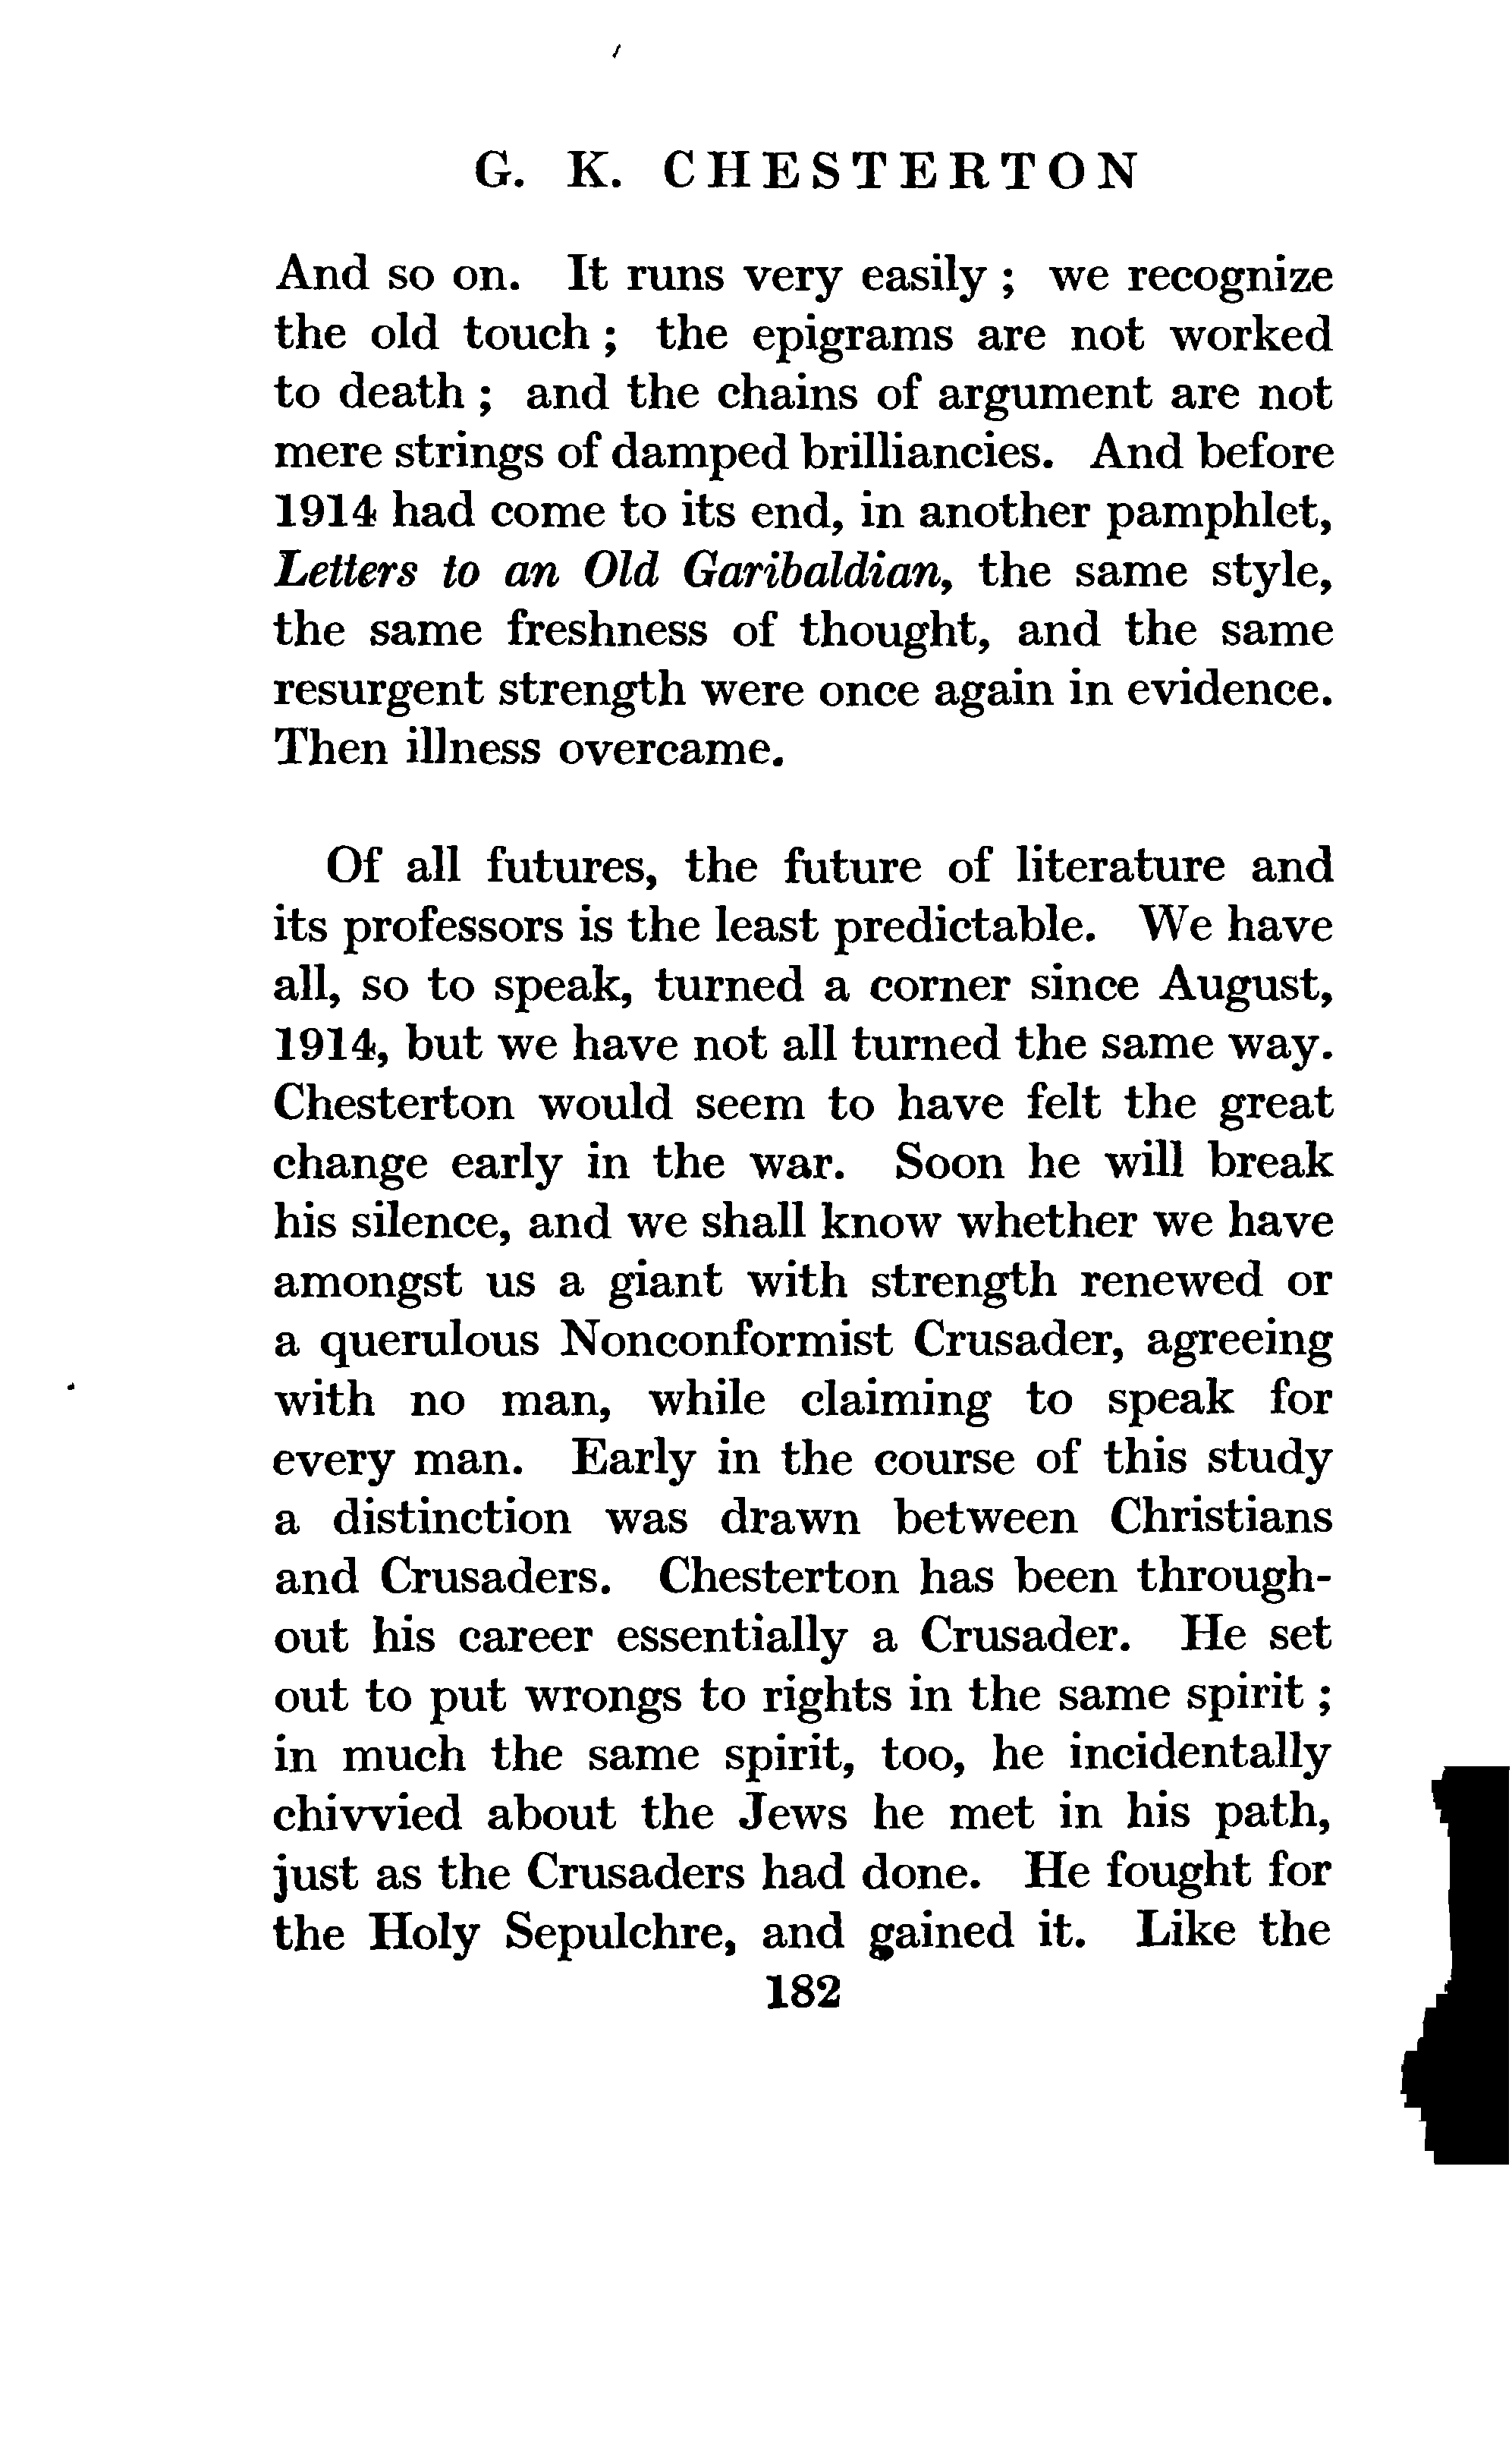 G. K. CHESTERTON
And so on. It runs very easily ; we recognize
the old touch ; the epigrams are not worked
to death ; and the chains of argument are not
mere strings of damped brilliancies. And before
1914 had come to its end, in another pamphlet,
Letters to an Old Garibaldian, the same style,
the same freshness of thought, and the same
resurgent strength were once again in evidence.
Then illness overcame.
Of all futures, the future of literature and
its professors is the least predictable. We have
all, so to speak, turned a corner since August,
1914, but we have not all turned the same way.
Chesterton would seem to have felt the great
change early in the war. Soon he will break
his silence, and we shall know whether we have
amongst us a giant with strength renewed or
a querulous Nonconformist Crusader, agreeing
with no man, while claiming to speak for
every man. Early in the course of this study
a distinction was drawn between Christians
and Crusaders. Chesterton has been through-
out his career essentially a Crusader. He set
out to put wrongs to rights in the same spirit ;
in much the same spirit, too, he incidentally
chivvied about the Jews he met in his path,
just as the Crusaders had done. He fought for
the Holy Sepulchre, and gained it. Like the
182